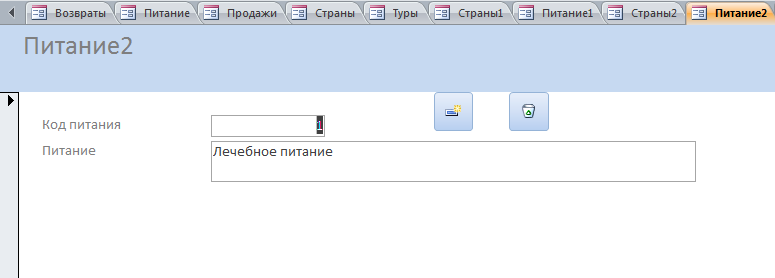 Возвраты Питание Продажи Страны Туры Страны1 Питание1 Страны2 Питание2
Питание2
Код питания 1
Питание Лечебное питание